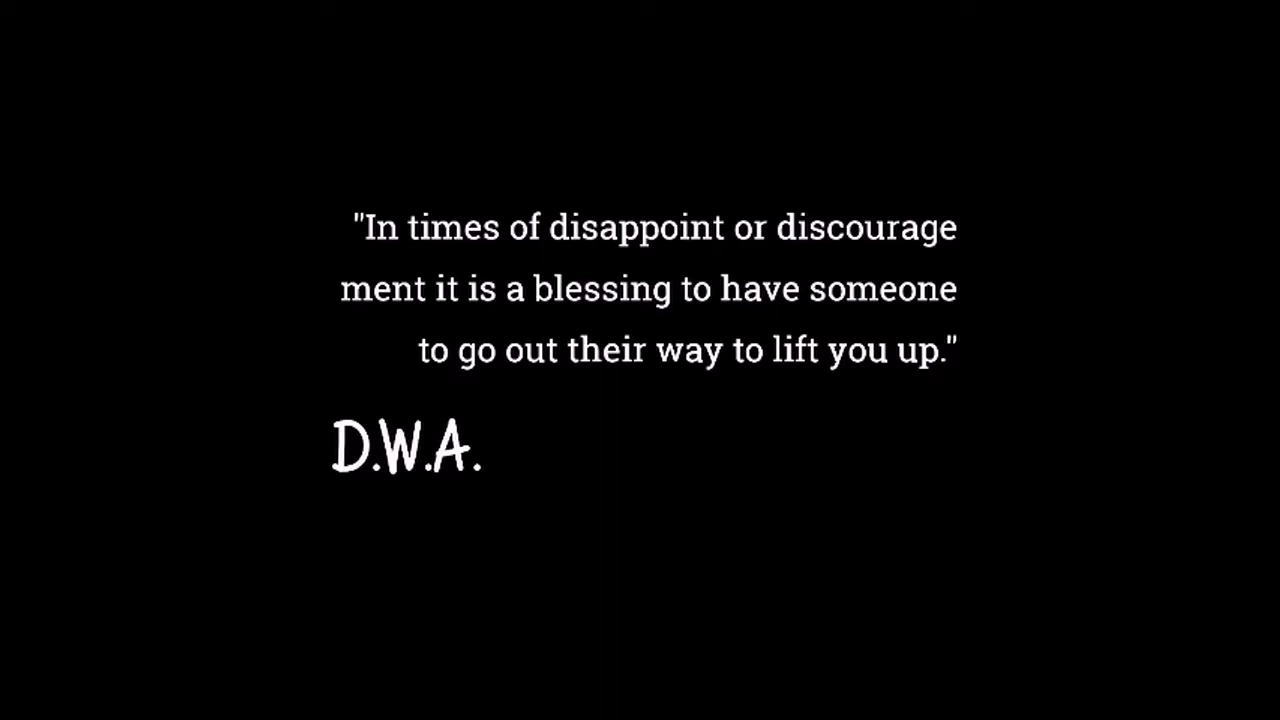 "In times of disappoint or discourage
ment it is a blessing to have someone
to go out their way to lift you up."
D.W.A.